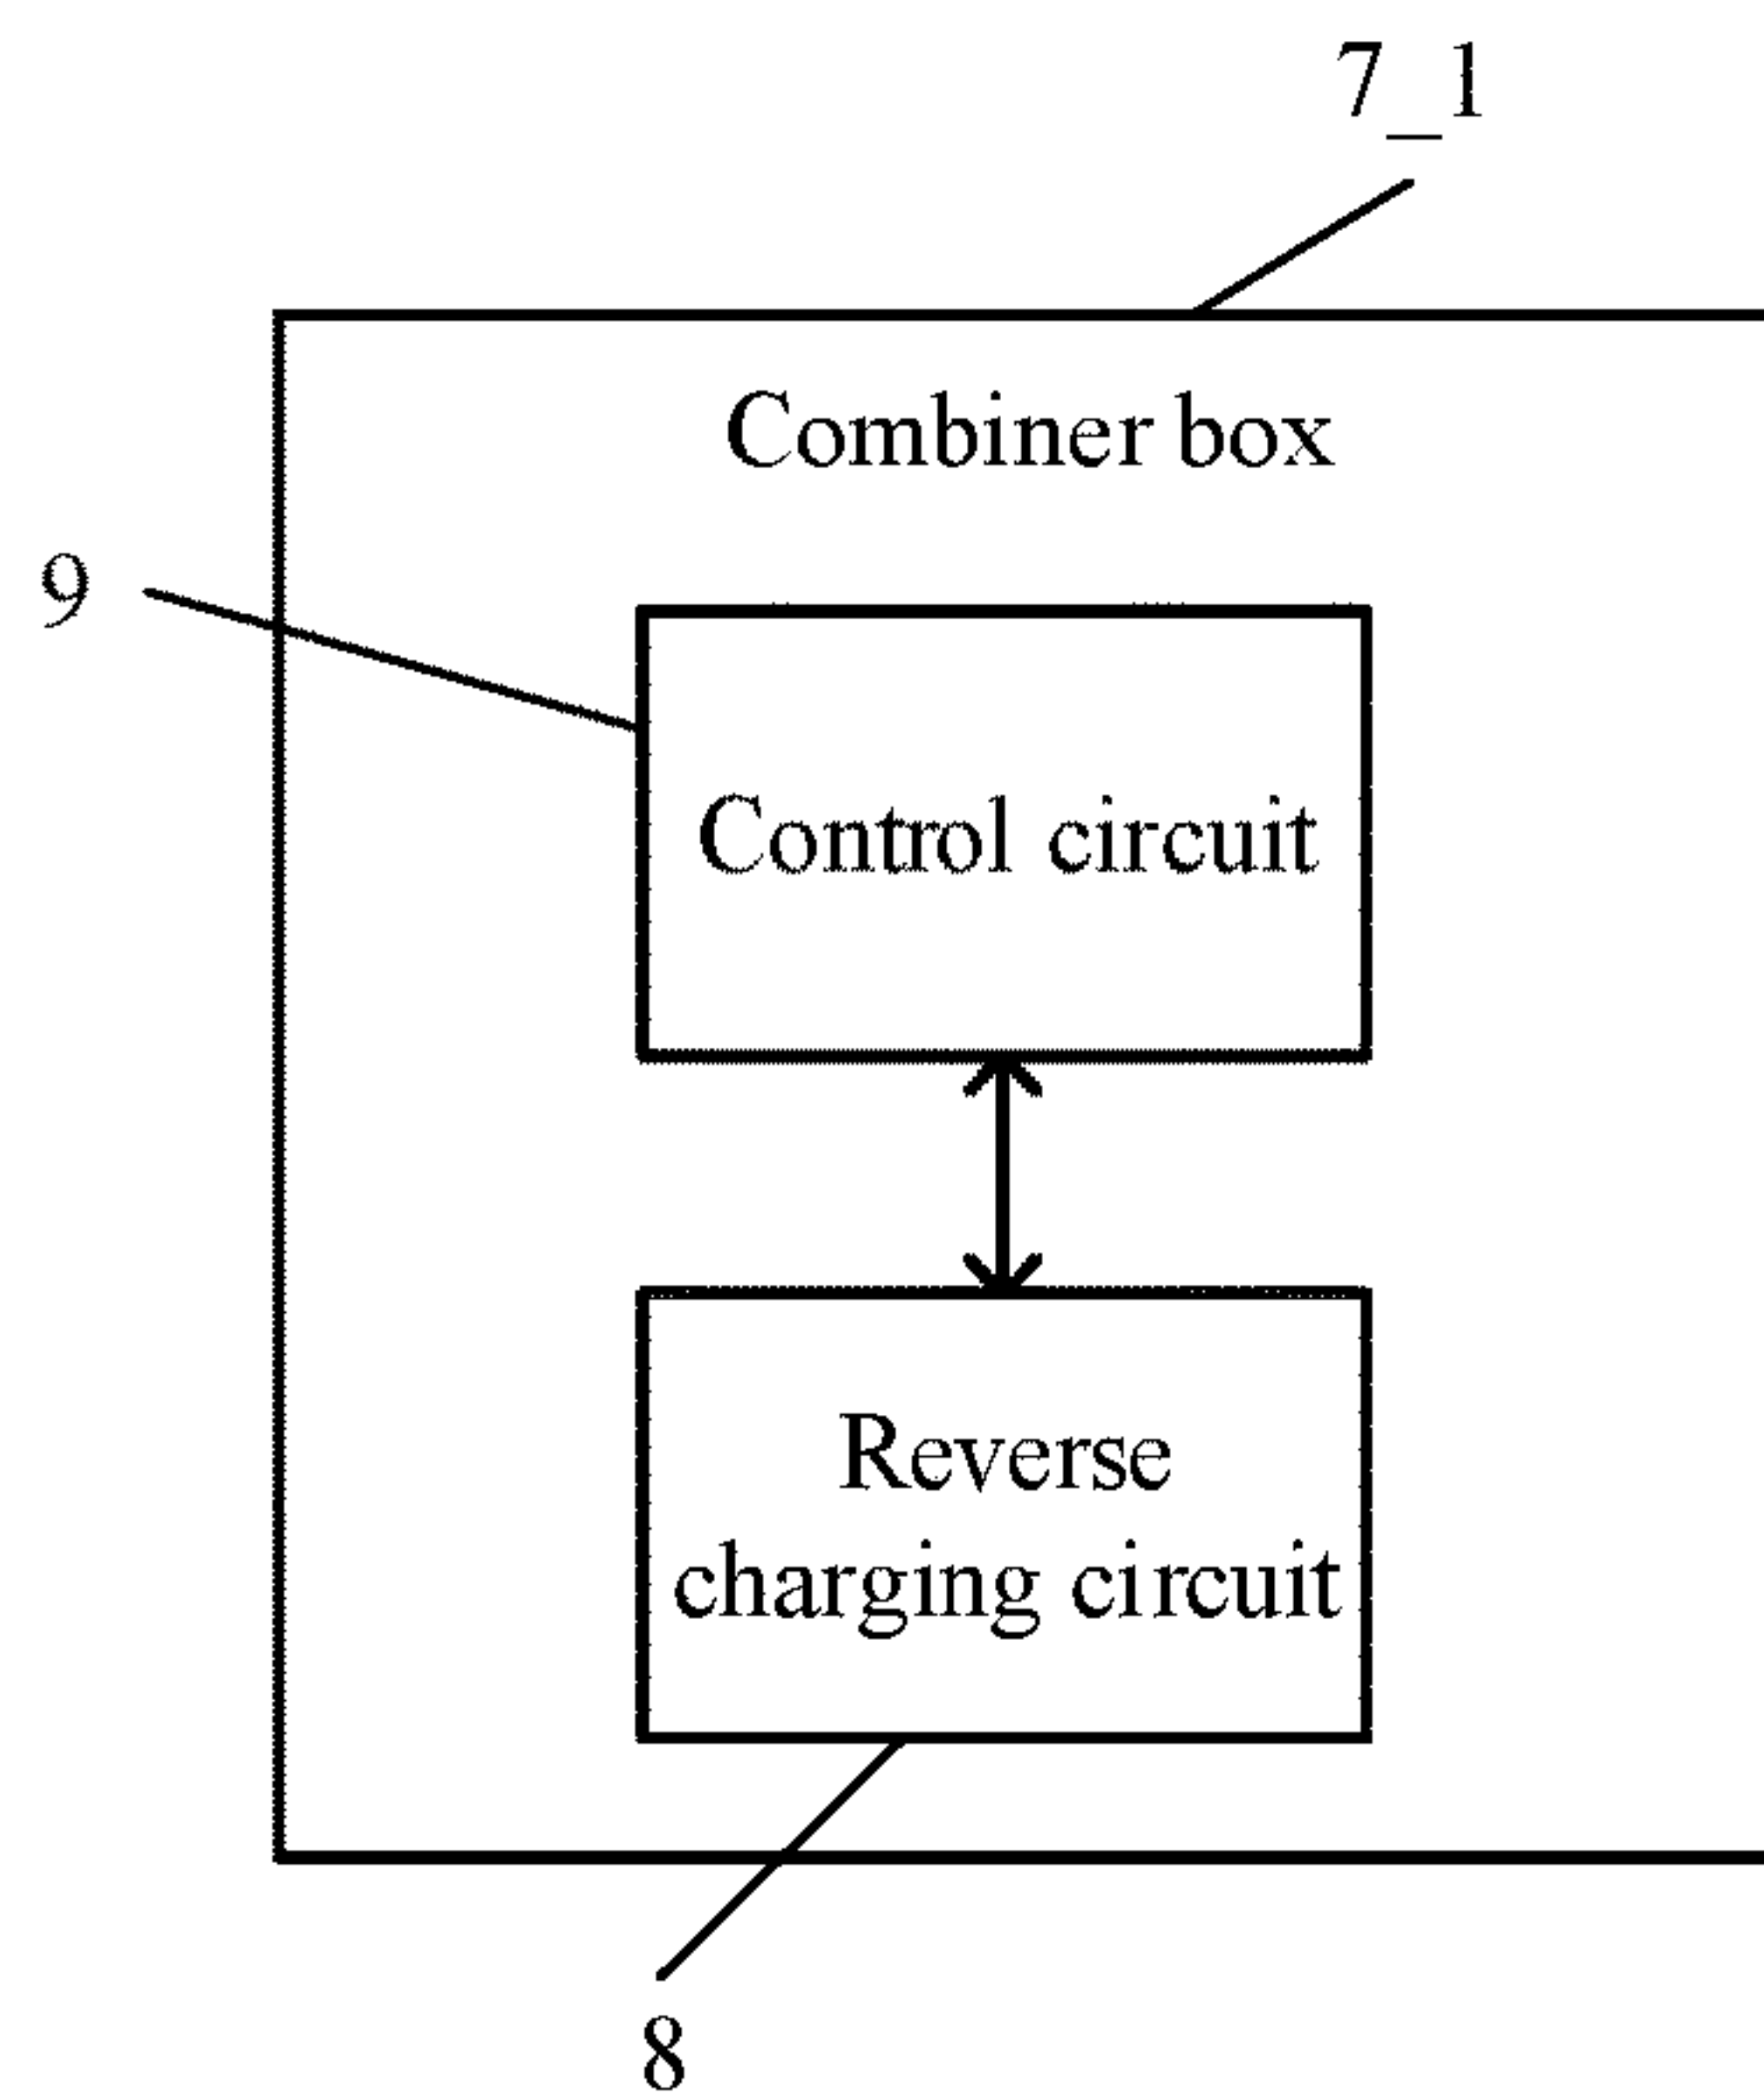 7_1
Combiner box
9
Control circuit
Reverse
charging circuit
8